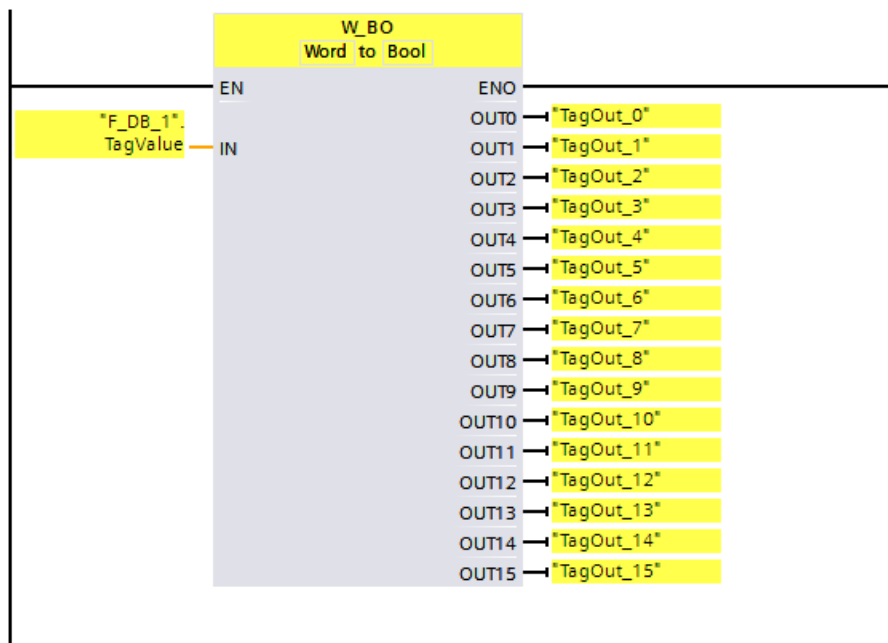 W_BO
Word to Bool
EN ENO
OUT0 "TagOut_0"
"F_DB_1".
TagValue IN OUT1 "TagOut_1"
OUT2 "TagOut_2"
OUT3 "TagOut_3"
OUT4 "TagOut_4"
OUT5 "TagOut_5"
OUT6 "TagOut_6"
OUT7 "TagOut_7"
OUT8 "TagOut_8"
OUT9 "TagOut_9"
OUT10 "TagOut_10"
OUT11 "TagOut_11"
OUT12 "TagOut_12"
OUT13 "TagOut_13"
OUT14 "TagOut_14"
OUT15 "TagOut_15"